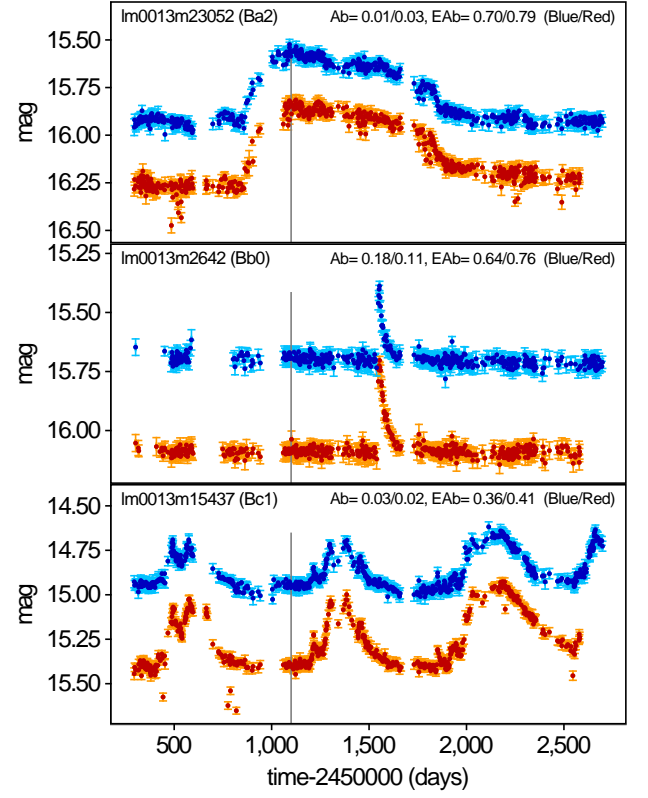 lm0013m23052 (Ba2) Ab= 0.01/0.03, EAb= 0.70/0.79 (Blue/Red)
15.50
15.75
16.00
16.25
16.50
mag
lm0013m2642 (Bb0) Ab= 0.18/0.11, EAb= 0.64/0.76 (Blue/Red)
15.25
15.50
15.75
16.00
mag
lm0013m15437 (Bc1) Ab= 0.03/0.02, EAb= 0.36/0.41 (Blue/Red)
14.50
14.75
15.00
15.25
15.50
mag
500 1,000 1,500 2,000 2,500
time-2450000 (days)